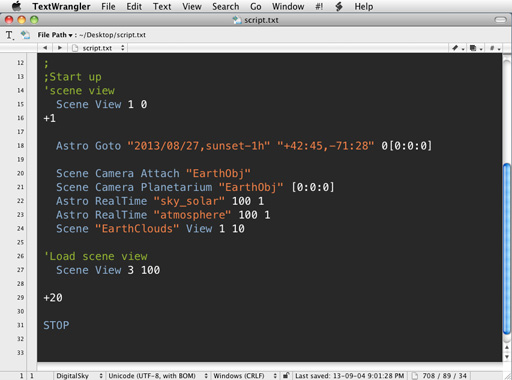 TextWrangler File Edit Text View Search Go Window #! Help
script.txt
File Path ▾ : ~/Desktop/script.txt
script.txt
12 ;
13 ;Start up
14 'scene view
15 Scene View 1 0
16 +1
17
18 Astro Goto "2013/08/27,sunset-1h" "+42:45,-71:28" 0[0:0:0]
19
20 Scene Camera Attach "EarthObj"
21 Scene Camera Planetarium "EarthObj" [0:0:0]
22 Astro RealTime "sky_solar" 100 1
23 Astro RealTime "atmosphere" 100 1
24 Scene "EarthClouds" View 1 10
25
26 'Load scene view
27 Scene View 3 100
28
29 +20
30
31 STOP
32
33
1 1 DigitalSky Unicode (UTF-8, with BOM) Windows (CRLF) Last saved: 13-09-04 9:01:28 PM 708 / 89 / 34